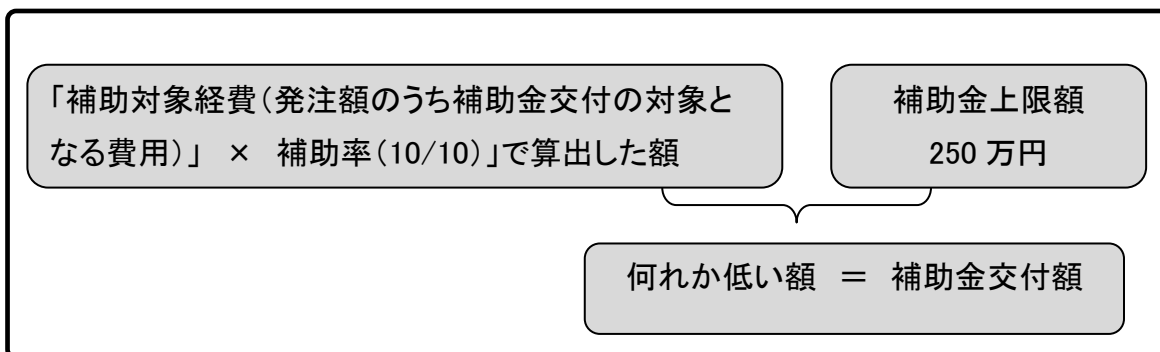 「補助対象経費（発注額のうち補助金交付の対象と
なる費用）」 × 補助率（10/10）」で算出した額
補助金上限額
250 万円
何れか低い額 ＝ 補助金交付額